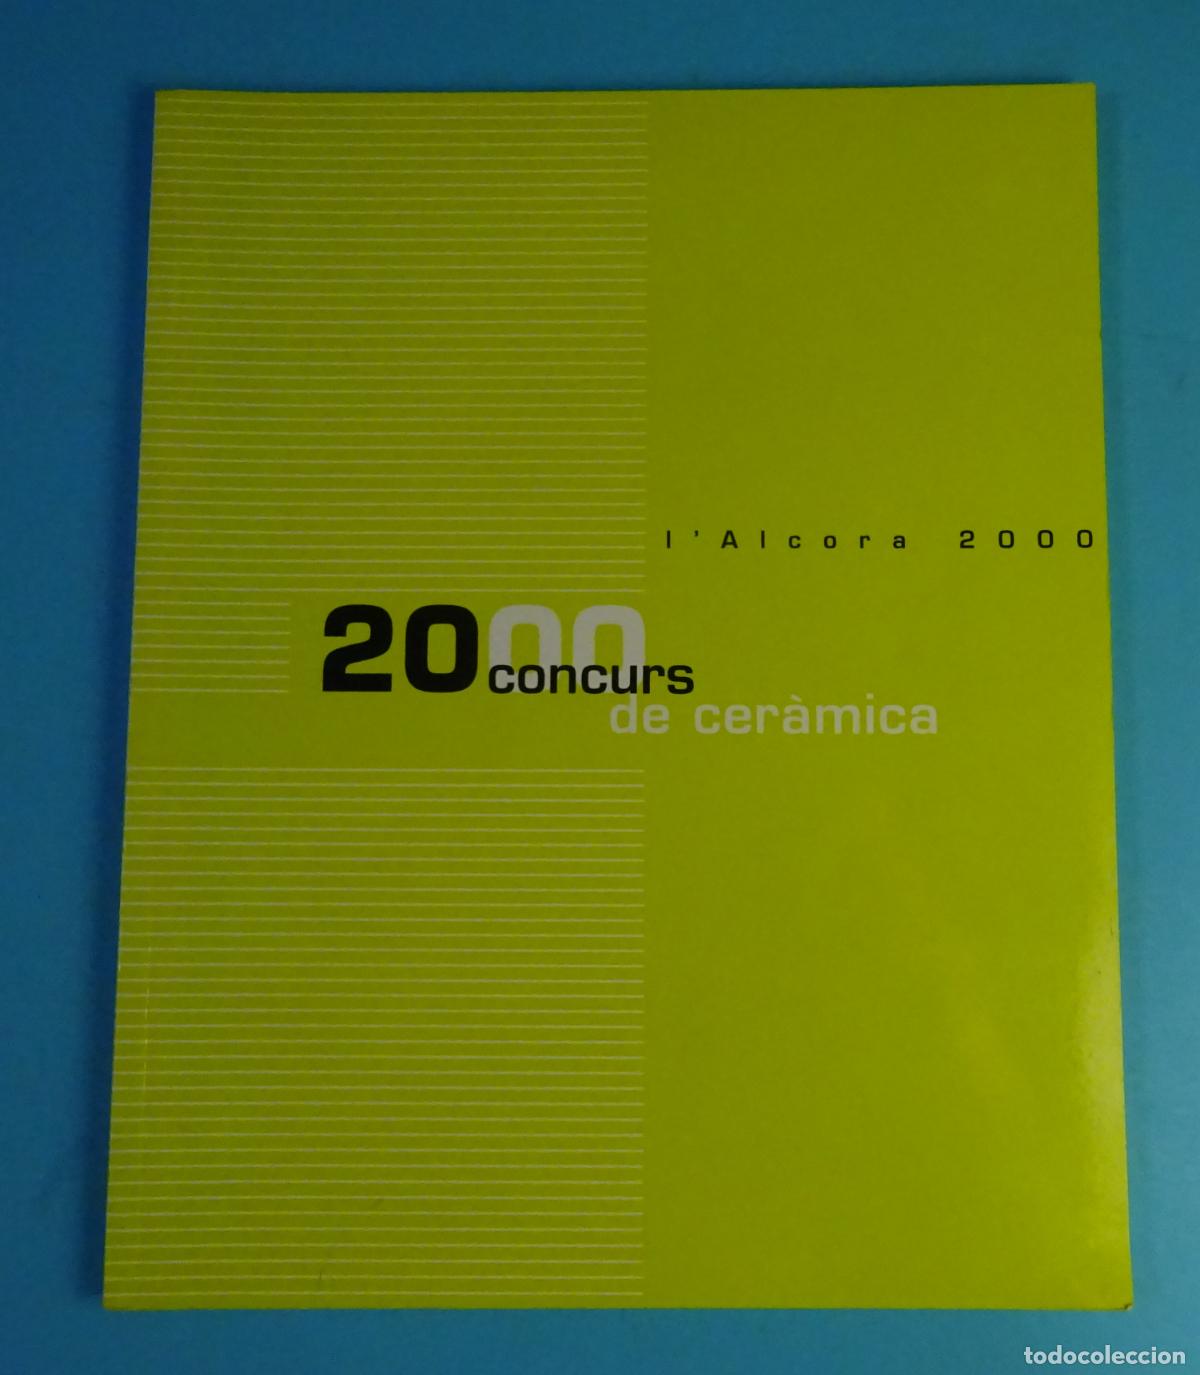 l'Alcora 2000
2000
concurs
de ceràmica
todocoleccion